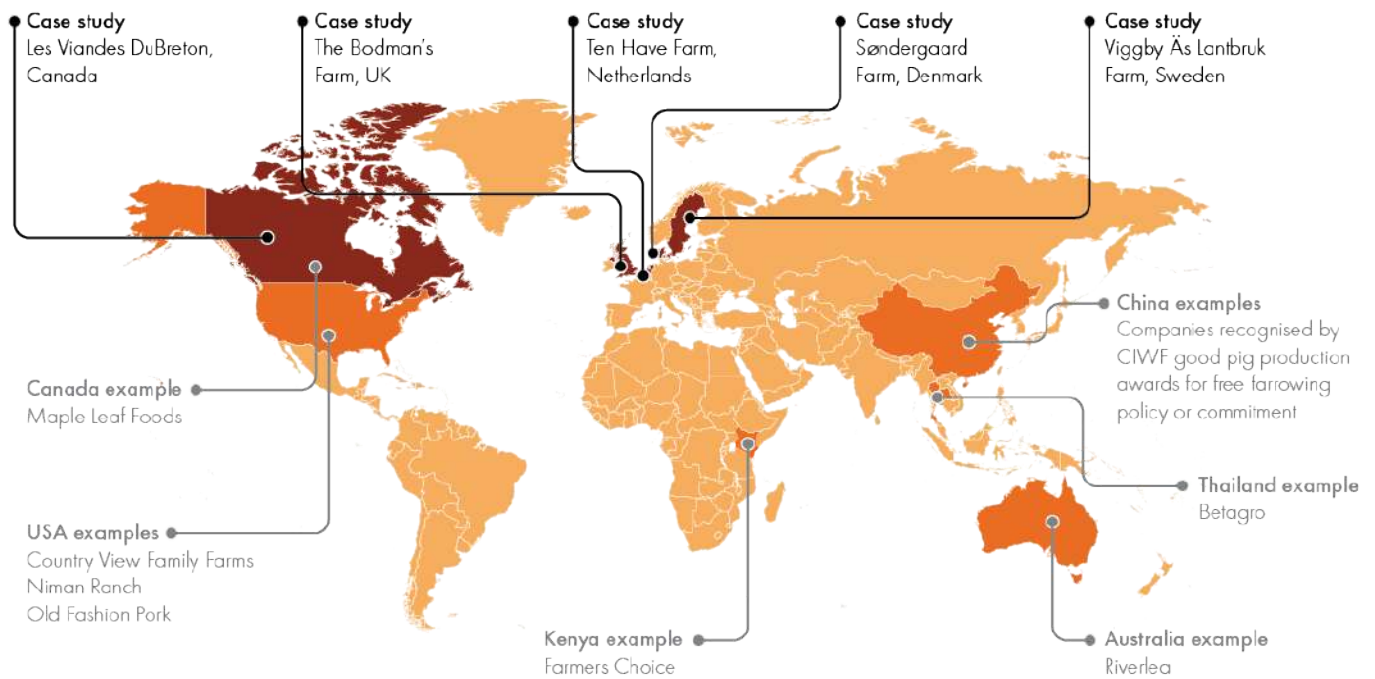 Case study
Les Viandes DuBreton,
Canada
Case study
The Bodman's
Farm, UK
Case study
Ten Have Farm,
Netherlands
Case study
Søndergaard
Farm, Denmark
Case study
Viggby Äs Lantbruk
Farm, Sweden
China examples
Companies recognised by
CIWF good pig production
awards for free farrowing
policy or commitment
Canada example
Maple Leaf Foods
Thailand example
Betagro
USA examples
Country View Family Farms
Niman Ranch
Old Fashion Pork
Kenya example
Farmers Choice
Australia example
Riverlea